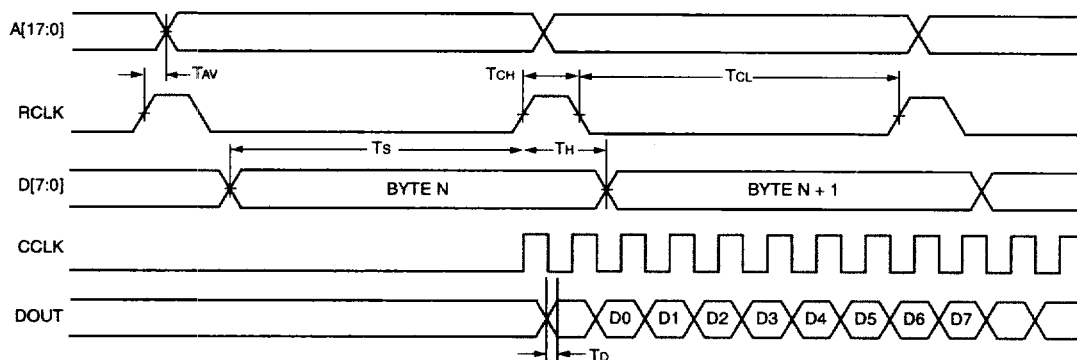 A[17:0]
TAV
TCH
TCL
RCLK
TS
TH
D[7:0]
BYTE N
BYTE N + 1
CCLK
DOUT
D0
D1
D2
D3
D4
D5
D6
D7
TD